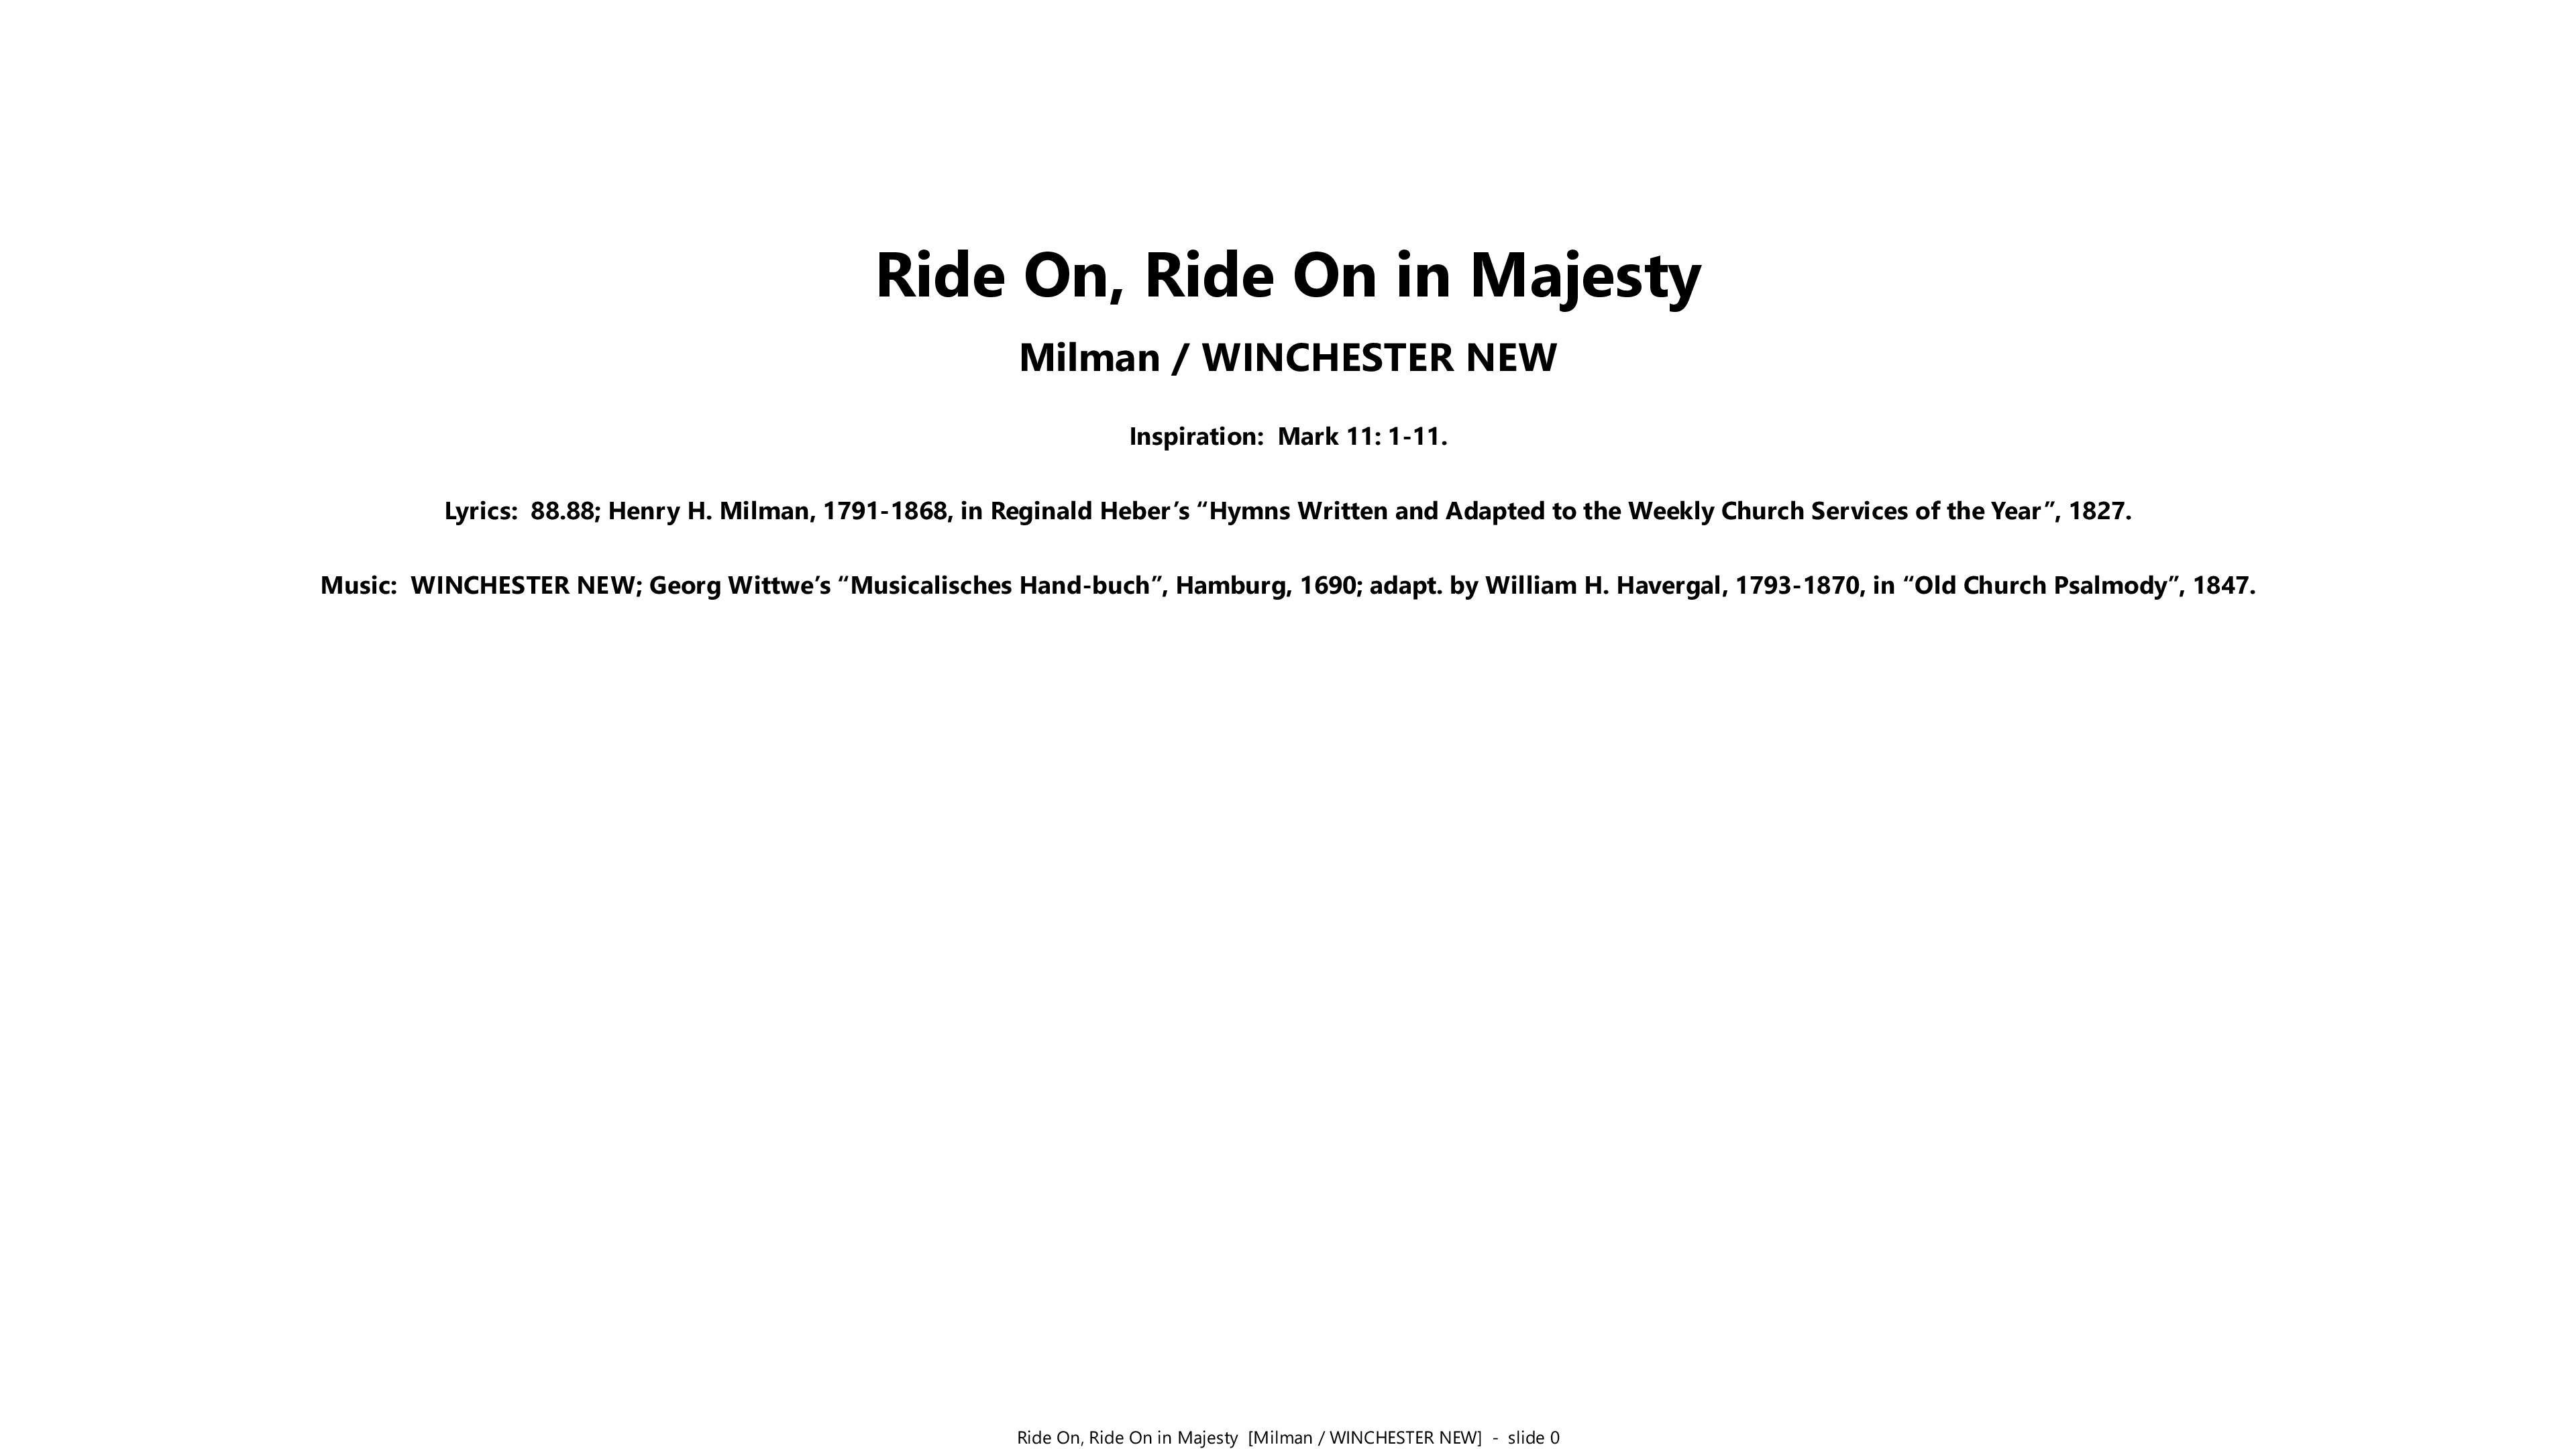 Ride On, Ride On in Majesty
Milman / WINCHESTER NEW
Inspiration:  Mark 11: 1-11.
Lyrics:  88.88; Henry H. Milman, 1791-1868, in Reginald Heber’s “Hymns Written and Adapted to the Weekly Church Services of the Year”, 1827.
Music:  WINCHESTER NEW; Georg Wittwe’s “Musicalisches Hand-buch”, Hamburg, 1690; adapt. by William H. Havergal, 1793-1870, in “Old Church Psalmody”, 1847.
Ride On, Ride On in Majesty  [Milman / WINCHESTER NEW]  -  slide 0